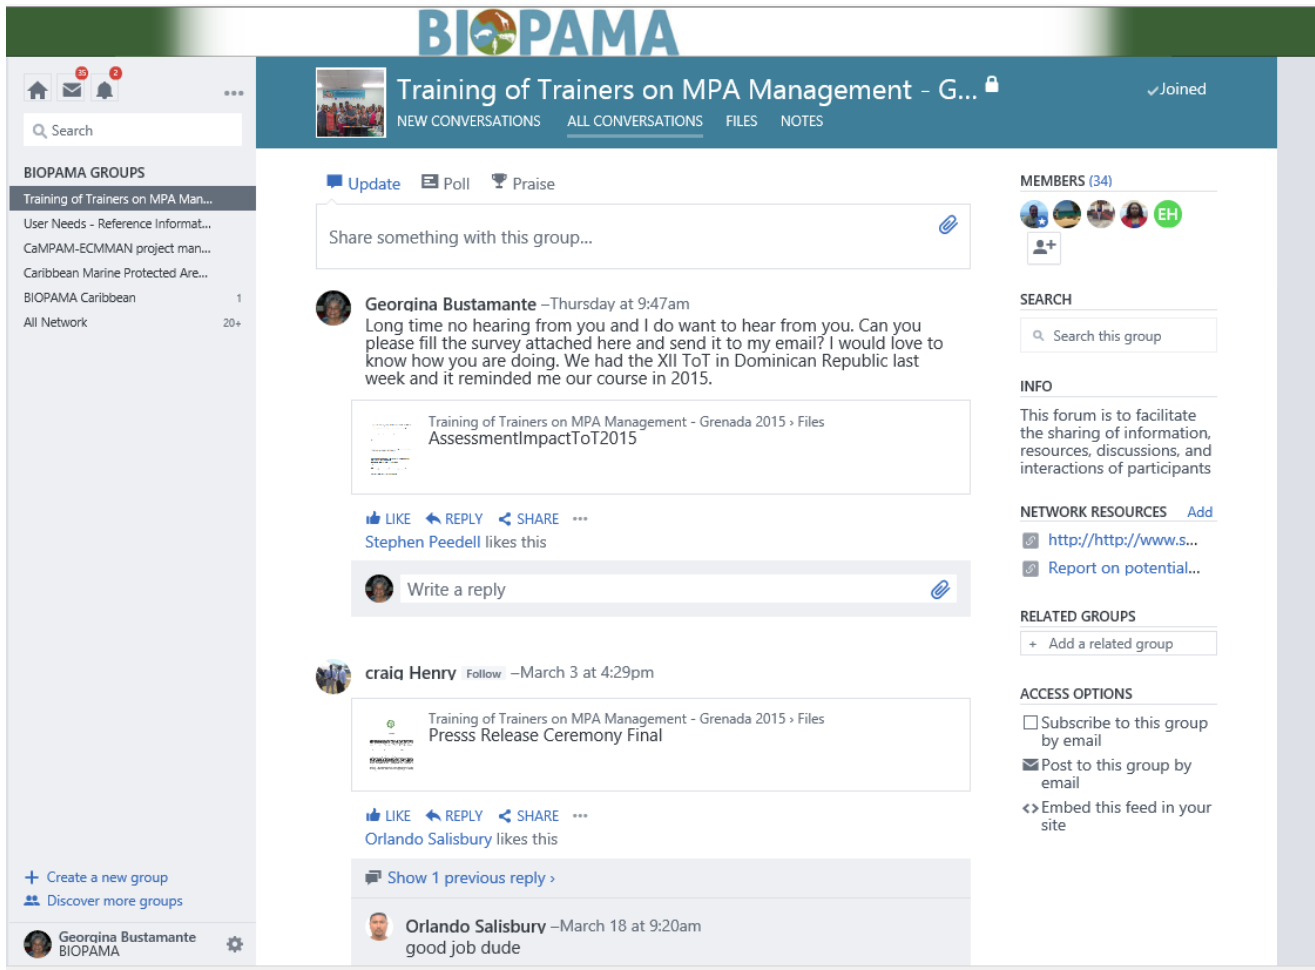 BIOPAMA
35
2
Search
BIOPAMA GROUPS
Training of Trainers on MPA Man...
User Needs - Reference Informat...
CaMPAM-ECMMAN project man...
Caribbean Marine Protected Are...
BIOPAMA Caribbean 1
All Network 20+
+ Create a new group
Discover more groups
Georgina Bustamante
BIOPAMA
Training of Trainers on MPA Management - G...
Joined
NEW CONVERSATIONS ALL CONVERSATIONS FILES NOTES
Update Poll Praise
Share something with this group...
Georgina Bustamante –Thursday at 9:47am
Long time no hearing from you and I do want to hear from you. Can you
please fill the survey attached here and send it to my email? I would love to
know how you are doing. We had the XII ToT in Dominican Republic last
week and it reminded me our course in 2015.
Training of Trainers on MPA Management - Grenada 2015 › Files
AssessmentImpactToT2015
LIKE REPLY SHARE •••
Stephen Peedell likes this
Write a reply
craig Henry Follow –March 3 at 4:29pm
Training of Trainers on MPA Management - Grenada 2015 › Files
Presss Release Ceremony Final
LIKE REPLY SHARE •••
Orlando Salisbury likes this
Show 1 previous reply ›
Orlando Salisbury –March 18 at 9:20am
good job dude
MEMBERS (34)
EH
SEARCH
Search this group
INFO
This forum is to facilitate
the sharing of information,
resources, discussions, and
interactions of participants
NETWORK RESOURCES Add
http://http://www.s...
Report on potential...
RELATED GROUPS
+ Add a related group
ACCESS OPTIONS
Subscribe to this group
by email
Post to this group by
email
Embed this feed in your
site